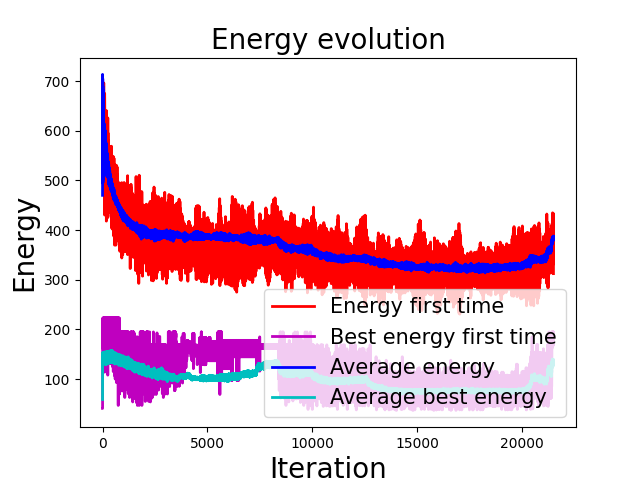 Energy evolution
700
600
500
400
300
200
100
Energy
Energy first time
Best energy first time
Average energy
Average best energy
0 5000 10000 15000 20000
Iteration